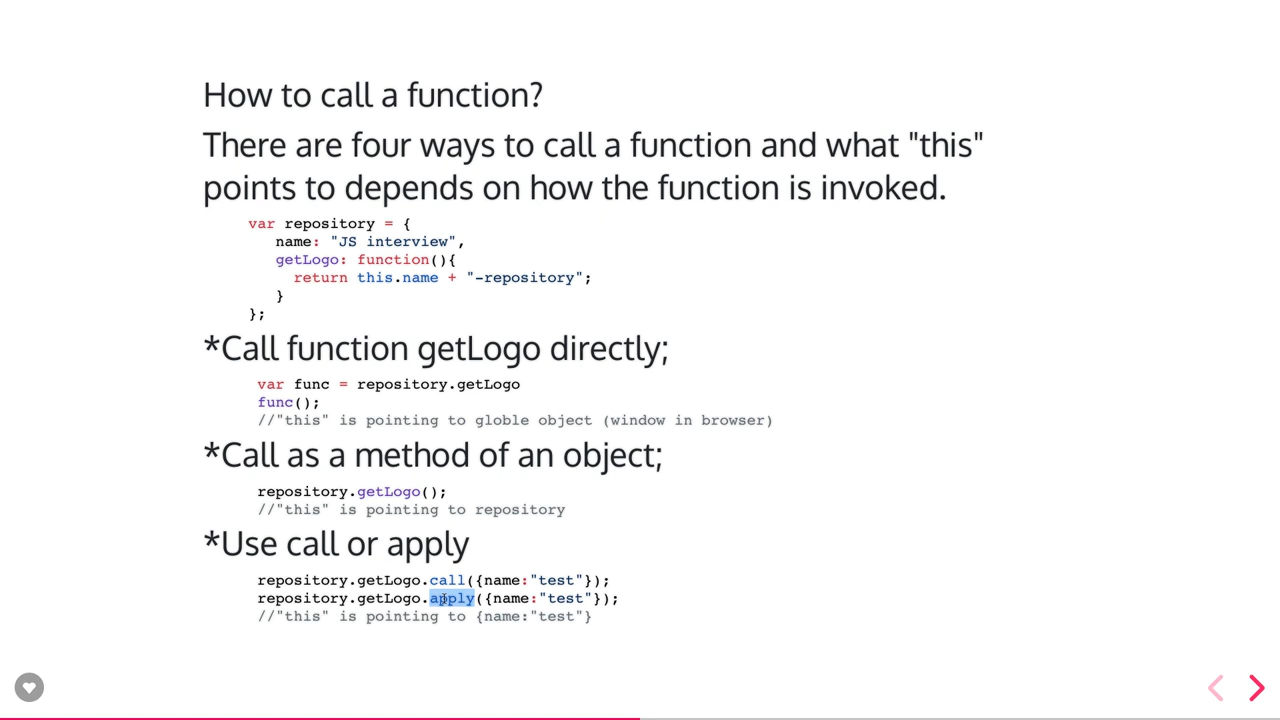 How to call a function?
There are four ways to call a function and what "this"
points to depends on how the function is invoked.
var repository = {
name: "JS interview",
getLogo: function(){
return this.name + "-repository";
}
};
*Call function getLogo directly;
var func = repository.getLogo
func();
//"this" is pointing to globle object (window in browser)
*Call as a method of an object;
repository.getLogo();
//"this" is pointing to repository
*Use call or apply
repository.getLogo.call({name:"test"});
repository.getLogo.apply({name:"test"});
//"this" is pointing to {name:"test"}